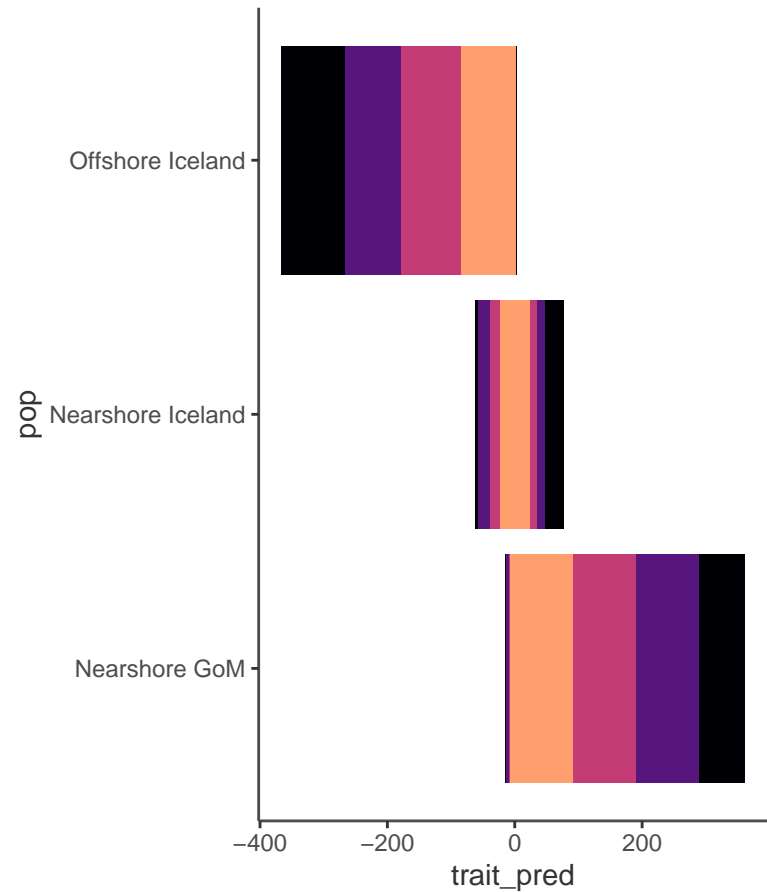 Offshore Iceland
Nearshore Iceland
Nearshore GoM
pop
−400
−200
0
200
trait_pred